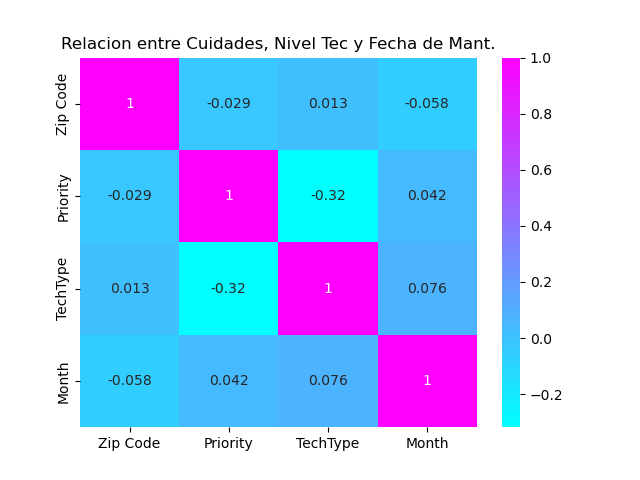 Relacion entre Cuidades, Nivel Tec y Fecha de Mant.
Zip Code 1 -0.029 0.013 -0.058
Priority -0.029 1 -0.32 0.042
TechType 0.013 -0.32 1 0.076
Month -0.058 0.042 0.076 1
Zip Code Priority TechType Month
1.0
0.8
0.6
0.4
0.2
0.0
−0.2